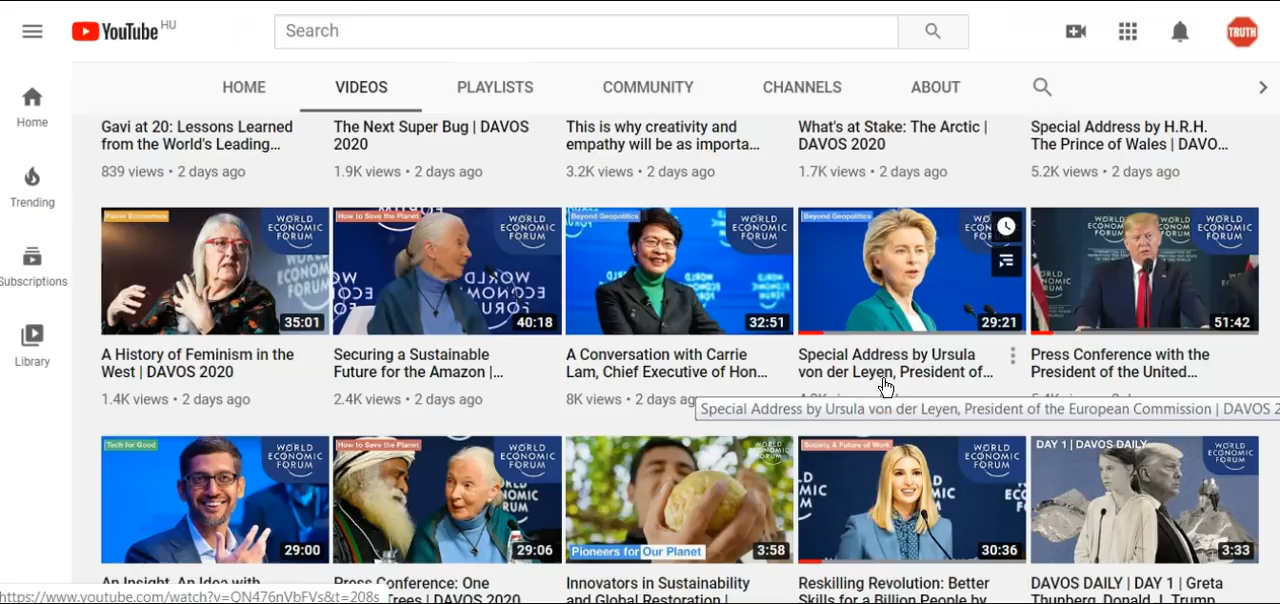 YouTube HU
Search
TRUTH
HOME
VIDEOS
PLAYLISTS
COMMUNITY
CHANNELS
ABOUT
Home
Trending
Subscriptions
Library
Gavi at 20: Lessons Learned
from the World's Leading...
839 views • 2 days ago
The Next Super Bug | DAVOS
2020
1.9K views • 2 days ago
This is why creativity and
empathy will be as importa...
3.2K views • 2 days ago
What's at Stake: The Arctic |
DAVOS 2020
1.7K views • 2 days ago
Special Address by H.R.H.
The Prince of Wales | DAVO...
5.2K views • 2 days ago
WORLD
ECONOMIC
FORUM
35:01
A History of Feminism in the
West | DAVOS 2020
1.4K views • 2 days ago
How to Save the Planet
WORLD
ECONOMIC
FORUM
40:18
Securing a Sustainable
Future for the Amazon |...
2.4K views • 2 days ago
Beyond Geopolitics
WORLD
ECONOMIC
FORUM
32:51
A Conversation with Carrie
Lam, Chief Executive of Hon...
8K views • 2 days ag
Beyond Geopolitics
29:21
Special Address by Ursula
von der Leyen, President of...
Special Address by Ursula von der Leyen, President of the European Commission | DAVOS 2
WORLD
ECONOMIC
FORUM
51:42
Press Conference with the
President of the United...
Tech for Good
WORLD
ECONOMIC
FORUM
29:00
An Insight, An Idea with
How to Save the Planet
WORLD
ECONOMIC
FORUM
29:06
Press Conference: One
Trees | DAVOS 2020
WORLD
ECONOMIC
FORUM
Pioneers for Our Planet
3:58
Innovators in Sustainability
and Global Restoration |
Society & Future of Work
WORLD
ECONOMIC
FORUM
30:36
Reskilling Revolution: Better
Skills for a Billion People by
DAY 1 | DAVOS DAILY
WORLD
ECONOMIC
FORUM
3:33
DAVOS DAILY | DAY 1 | Greta
Thunberg, Donald J. Trump
https://www.youtube.com/watch?v=QN476nVbFVs&t=208s